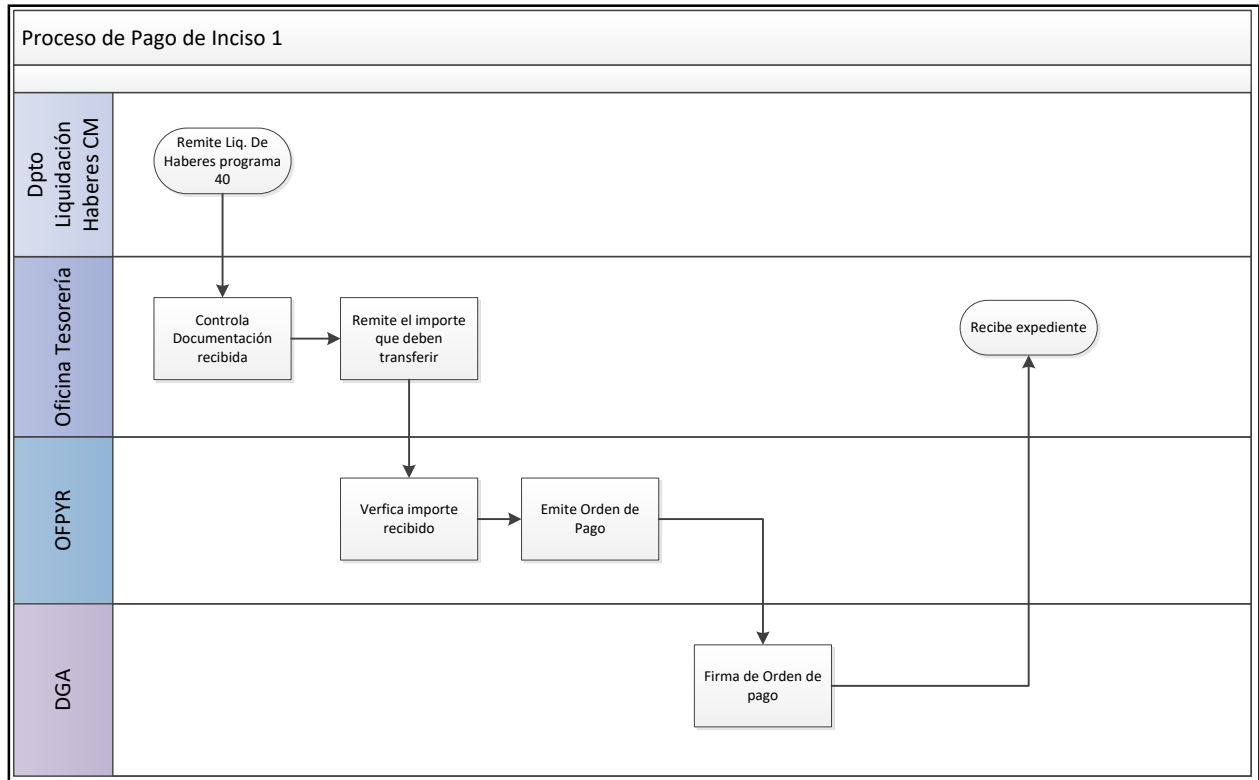 Proceso de Pago de Inciso 1
Dpto
Liquidación
Haberes CM
Remite Liq. De
Haberes programa
40
Oficina Tesorería
Controla
Documentación
recibida
Remite el importe
que deben
transferir
Recibe expediente
OFPYR
Verfica importe
recibido
Emite Orden de
Pago
DGA
Firma de Orden de
pago